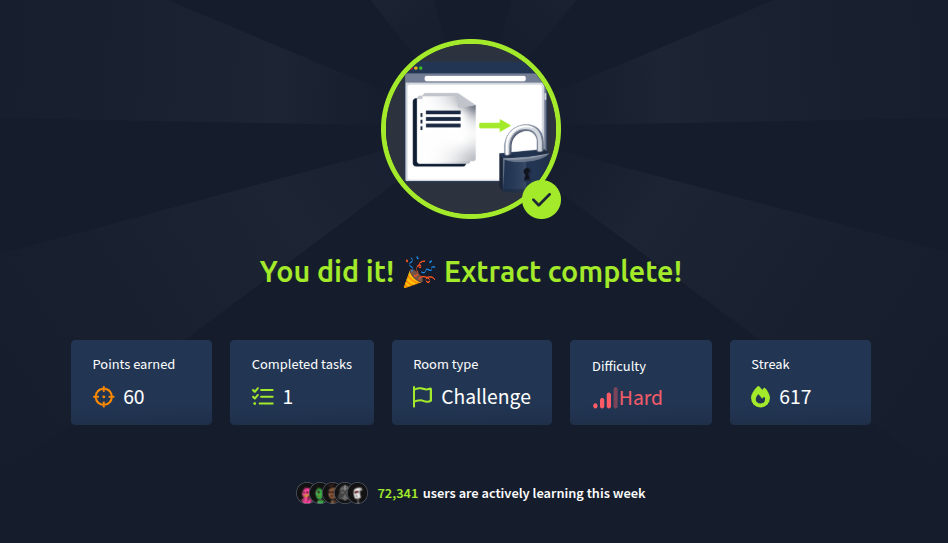 You did it! 🎉 Extract complete!
Points earned
60
Completed tasks
1
Room type
Challenge
Difficulty
Hard
Streak
617
72,341 users are actively learning this week